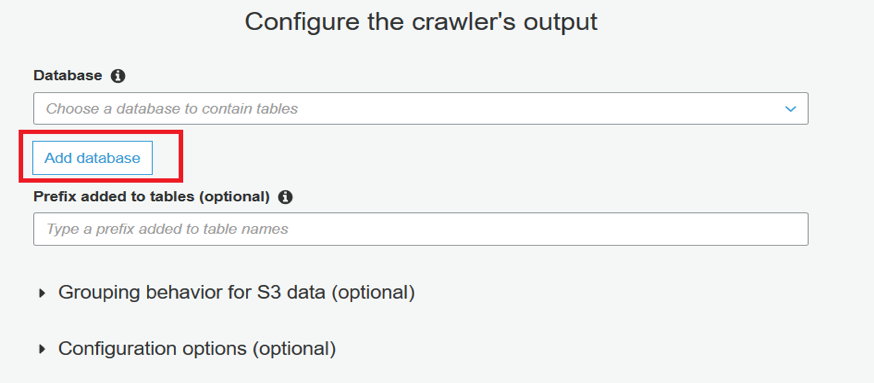 Configure the crawler's output
Database
Choose a database to contain tables
Add database
Prefix added to tables (optional)
Type a prefix added to table names
Grouping behavior for S3 data (optional)
Configuration options (optional)